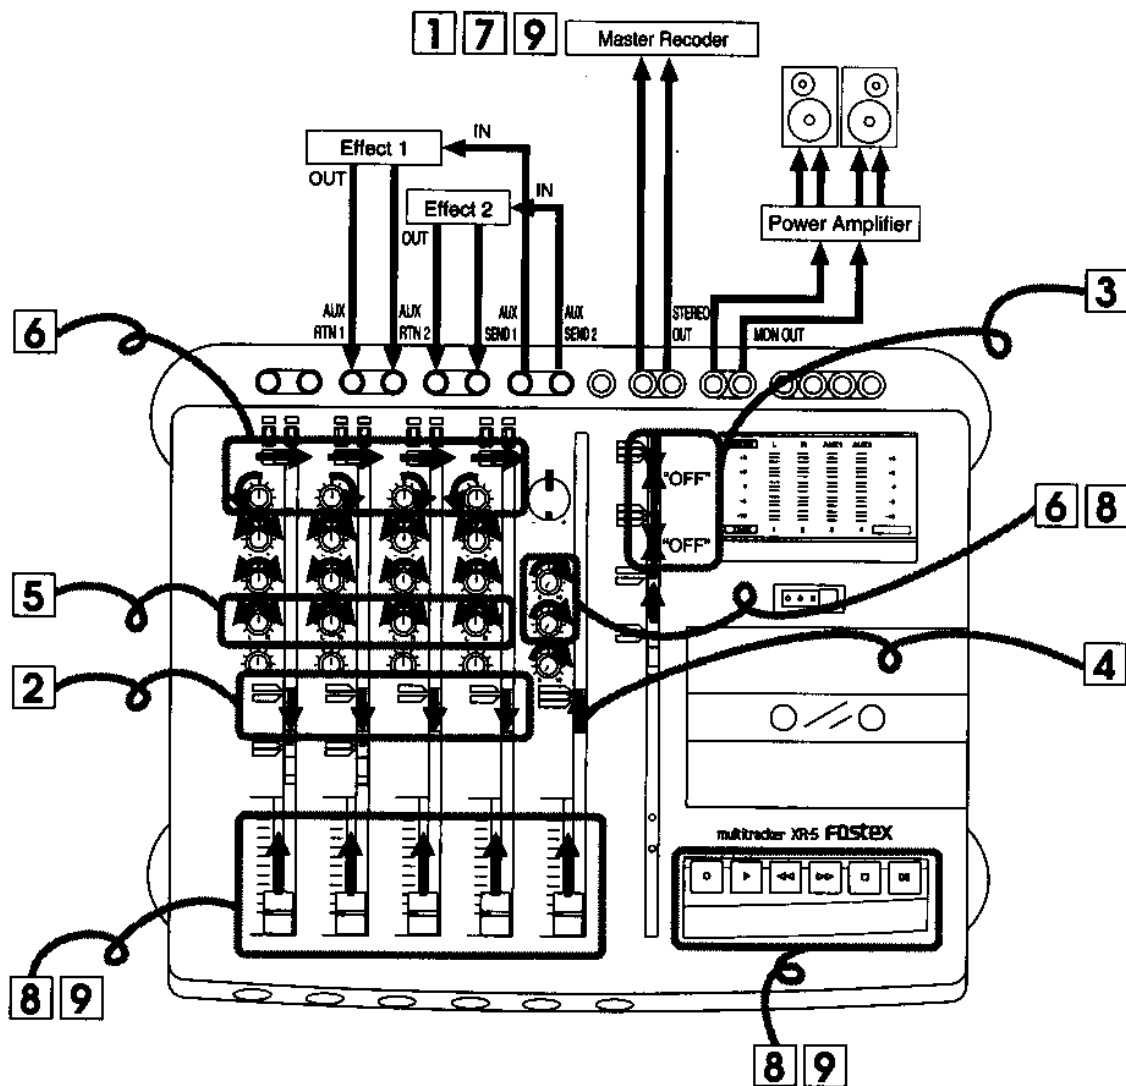 1 7 9 Master Recoder
Effect 1
IN
OUT
Effect 2
IN
OUT
Power Amplifier
AUX
RTN 1
AUX
RTN 2
AUX
SEND 1
AUX
SEND 2
STEREO
OUT
MON OUT
3
6
"OFF"
"OFF"
L R AUX1 AUX2
6 8
5
2
4
multitracker XR-5 Fostex
8 9
8 9